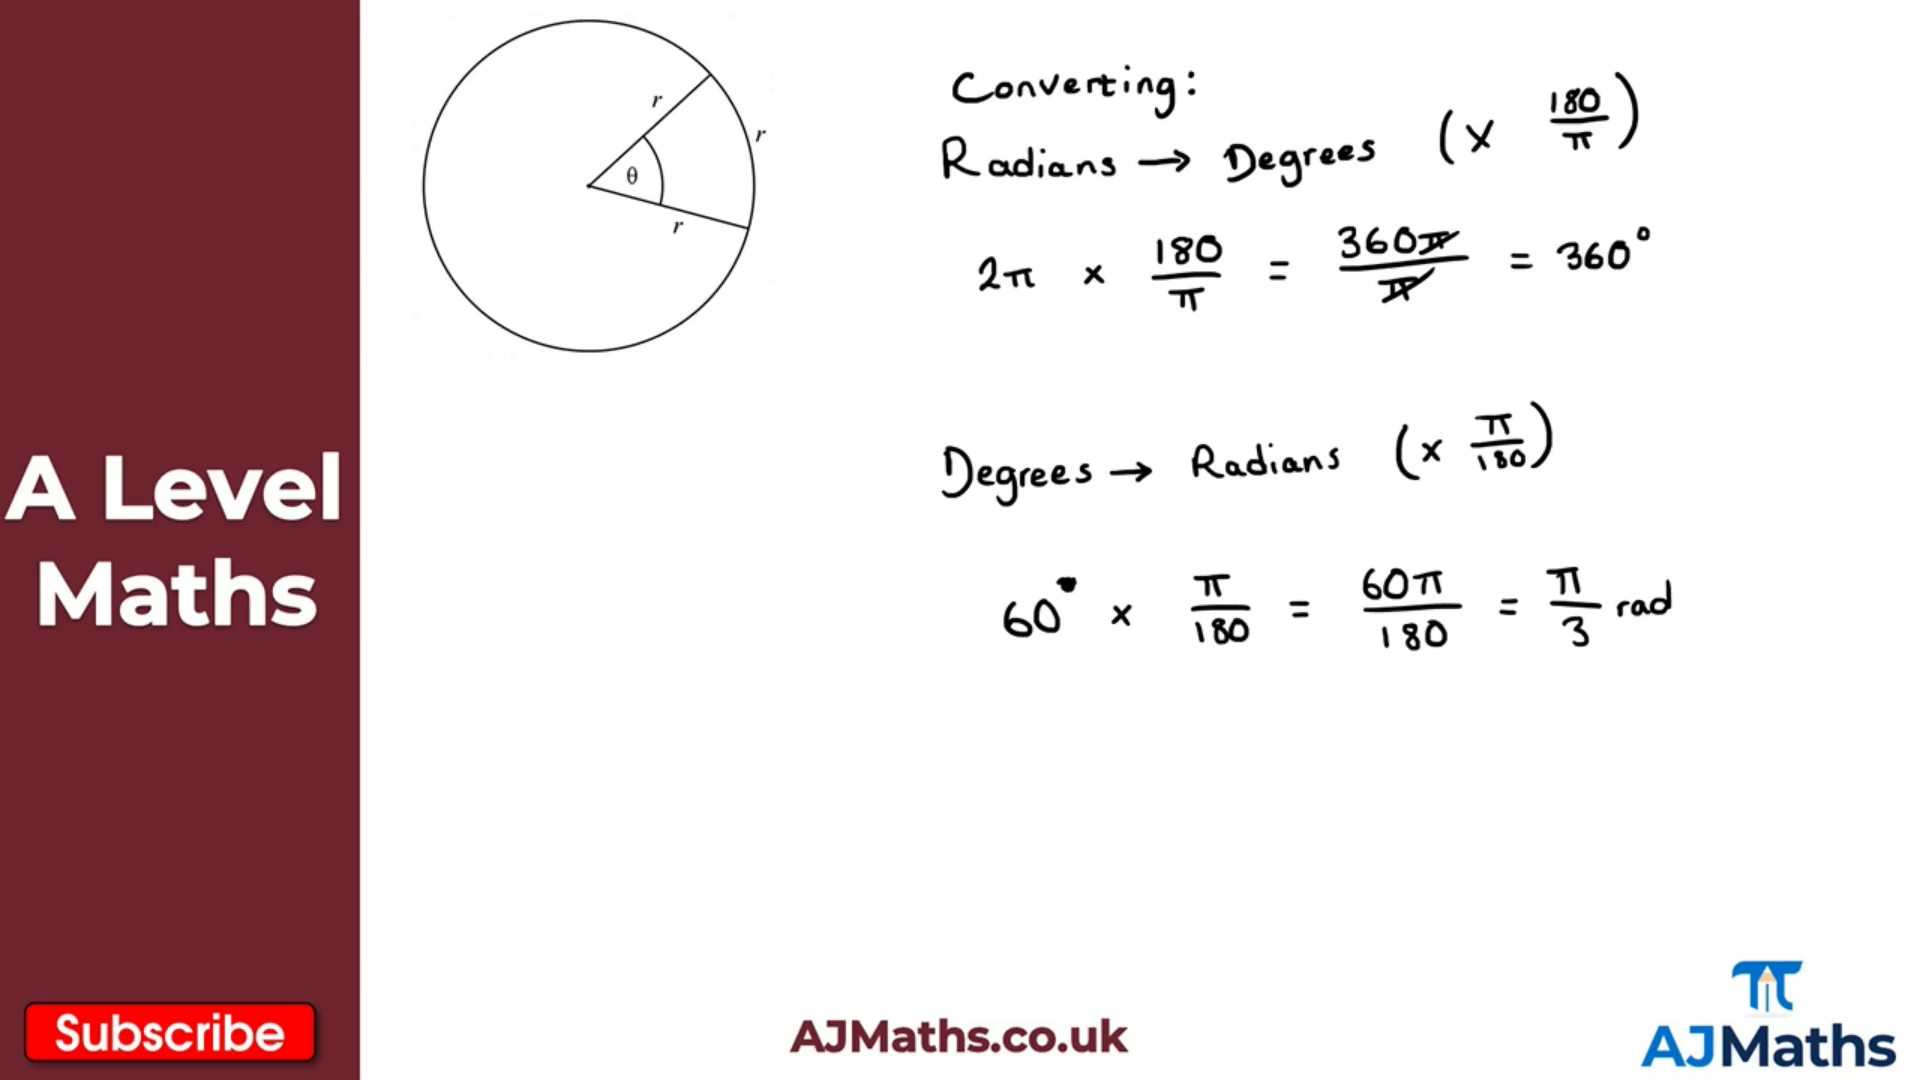 A Level
Maths
Subscribe
r
r
θ
r
Converting:
Radians → Degrees (× 180/π)
2π × 180/π = 360π/π = 360°
Degrees → Radians (× π/180)
60° × π/180 = 60π/180 = π/3 rad
AJMaths.co.uk
AJMaths